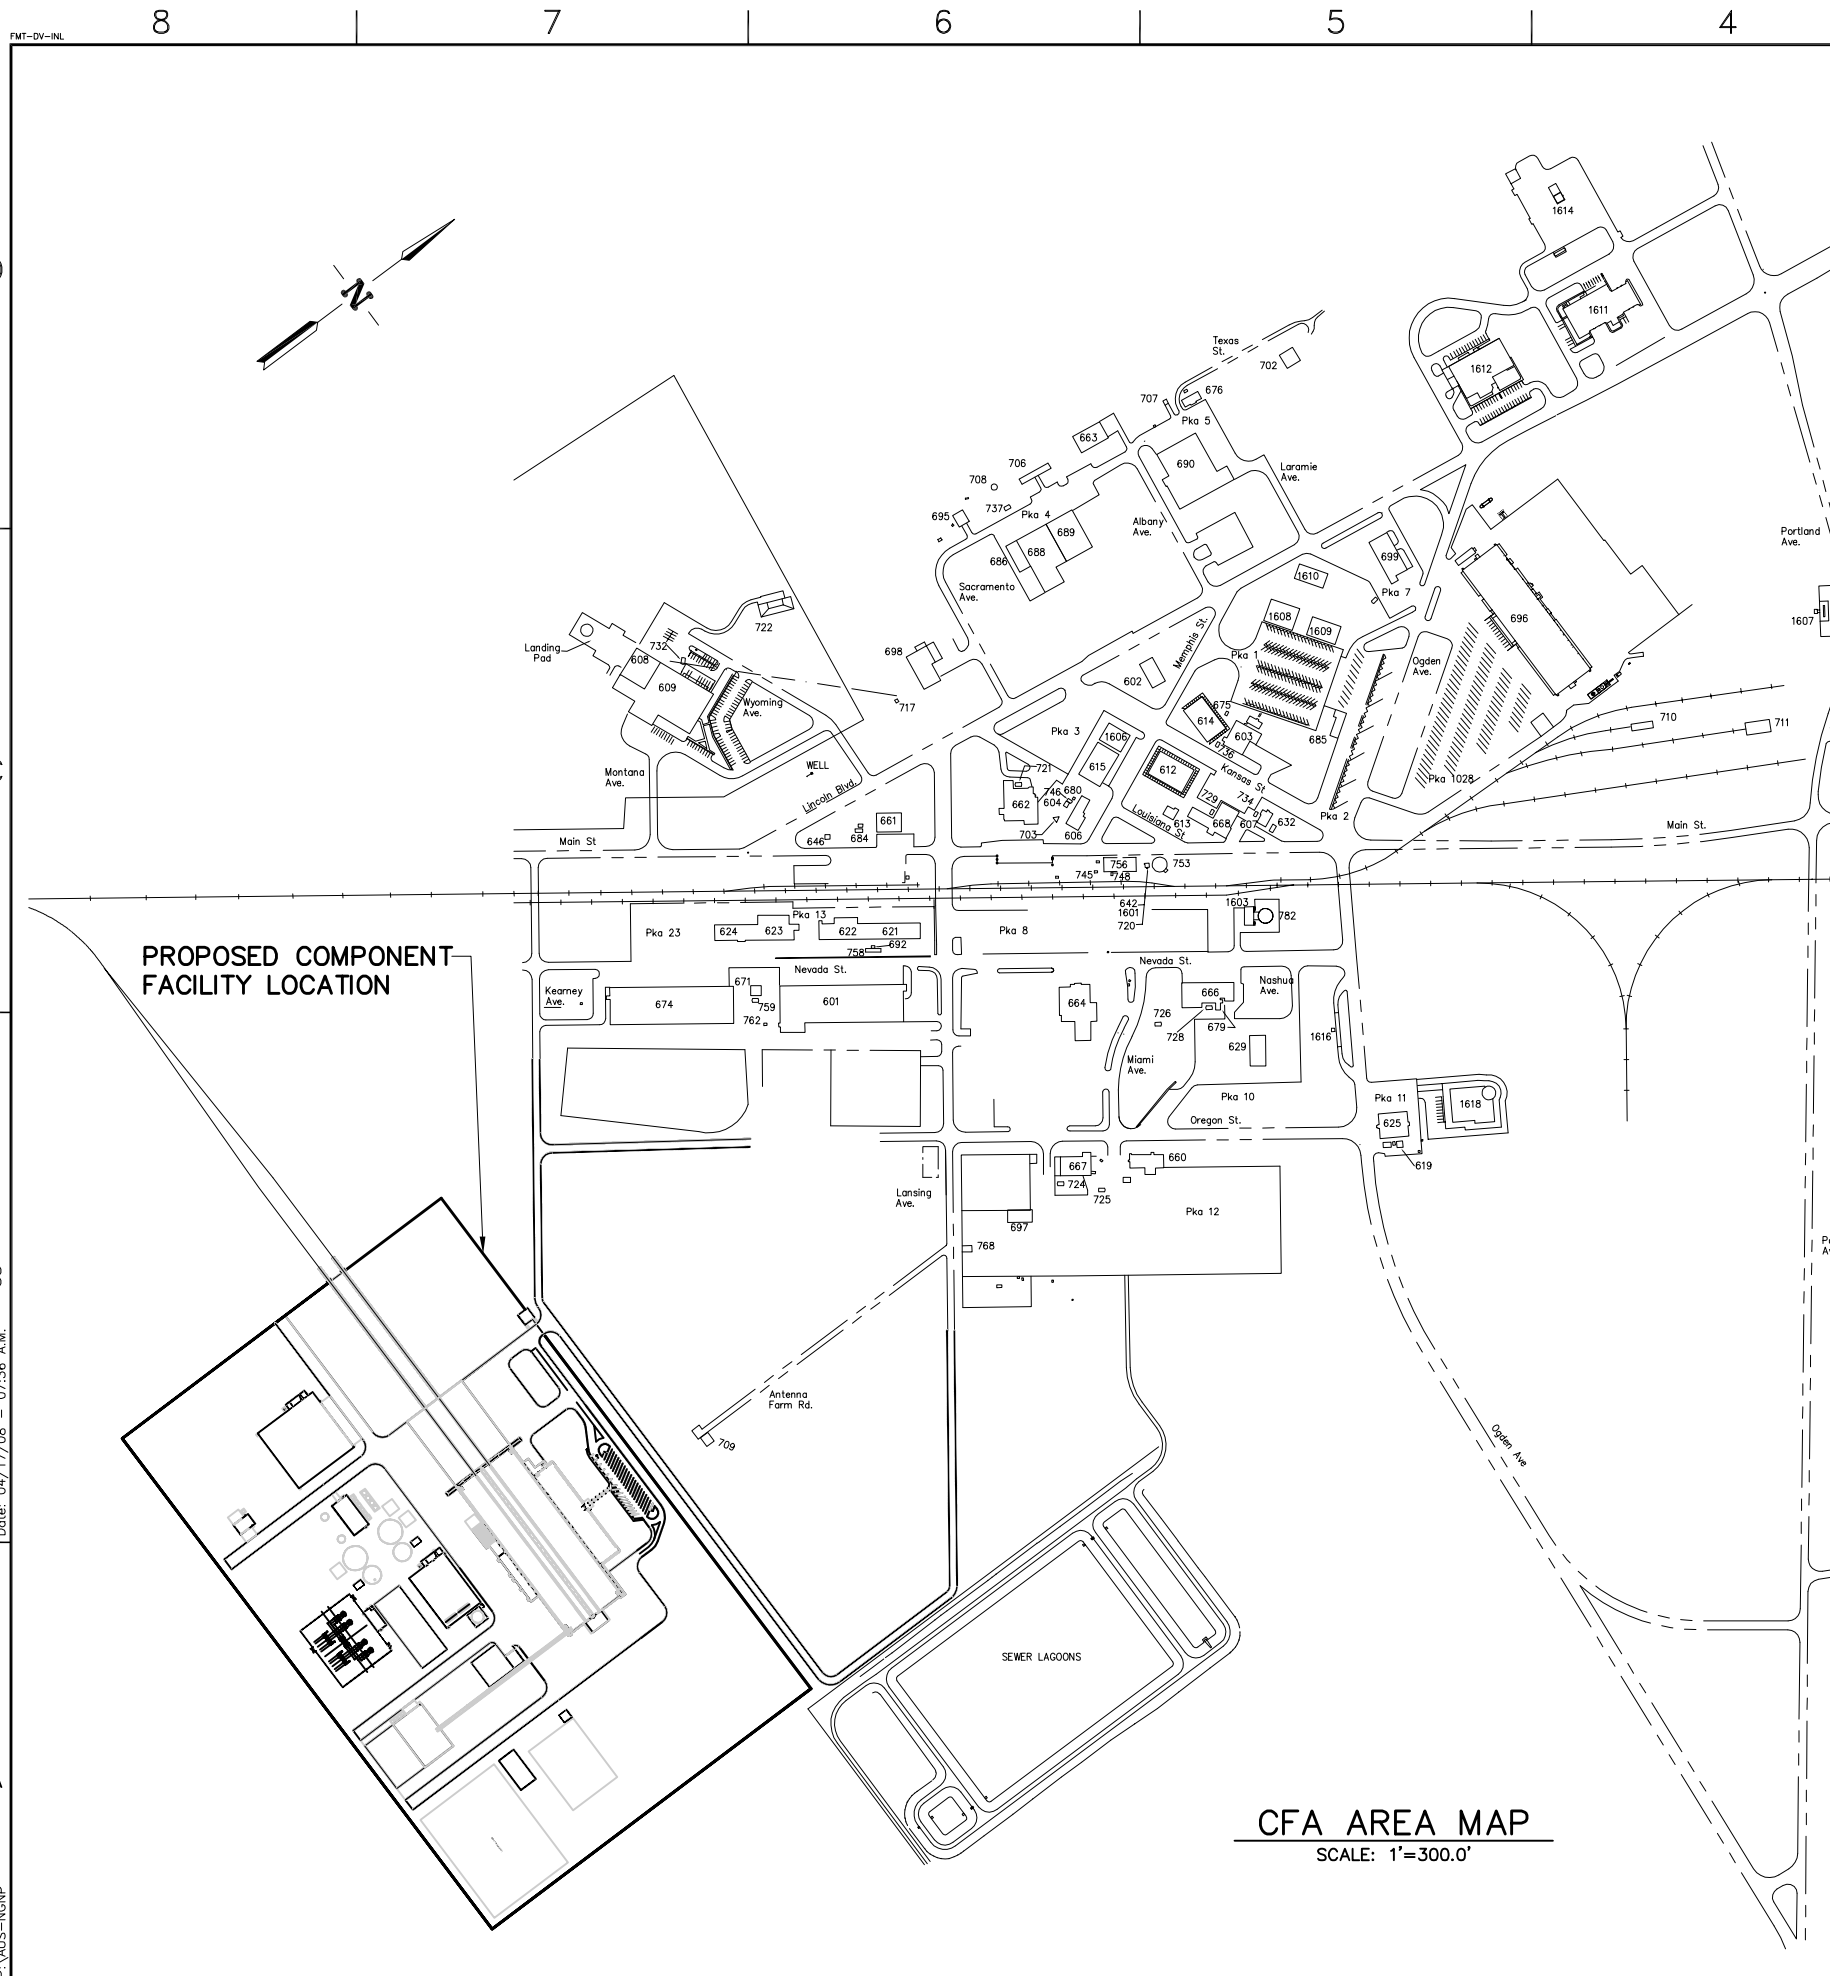 8
7
6
5
4
FMT-DV-INL
1614
1611
1612
Texas
St.
702
676
707
Pka 5
663
690
Laramie
Ave.
706
708
737
Pka 4
695
689
688
686
Albany
Ave.
Sacramento
Ave.
Portland
Ave.
699
Pka 7
696
1607
1610
1608
1609
Pka 1
Memphis St.
602
N
722
Landing
Pad
732
608
609
Wyoming
Ave.
698
717
Ogden
Ave.
675
614
603
685
736
710
711
Pka 3
1606
615
612
Kansas St
Pka 1028
Montana
Ave.
WELL
Lincoln Blvd.
721
662
746
680
604
703
606
729
734
Louisiana St.
613
668
607
632
Pka 2
661
646
684
Main St
Main St.
756
753
745
748
642
1601
720
1603
782
Pka 13
Pka 23
624
623
622
621
692
758
Pka 8
PROPOSED COMPONENT
FACILITY LOCATION
Nevada St.
Nevada St.
Kearney
Ave.
674
671
759
762
601
664
666
Nashua
Ave.
726
728
679
629
1616
Miami
Ave.
Pka 10
Oregon St.
Pka 11
1618
625
619
667
660
724
725
Lansing
Ave.
697
Pka 12
768
Antenna
Farm Rd.
709
Ogden Ave
SEWER LAGOONS
CFA AREA MAP
SCALE: 1'=300.0'